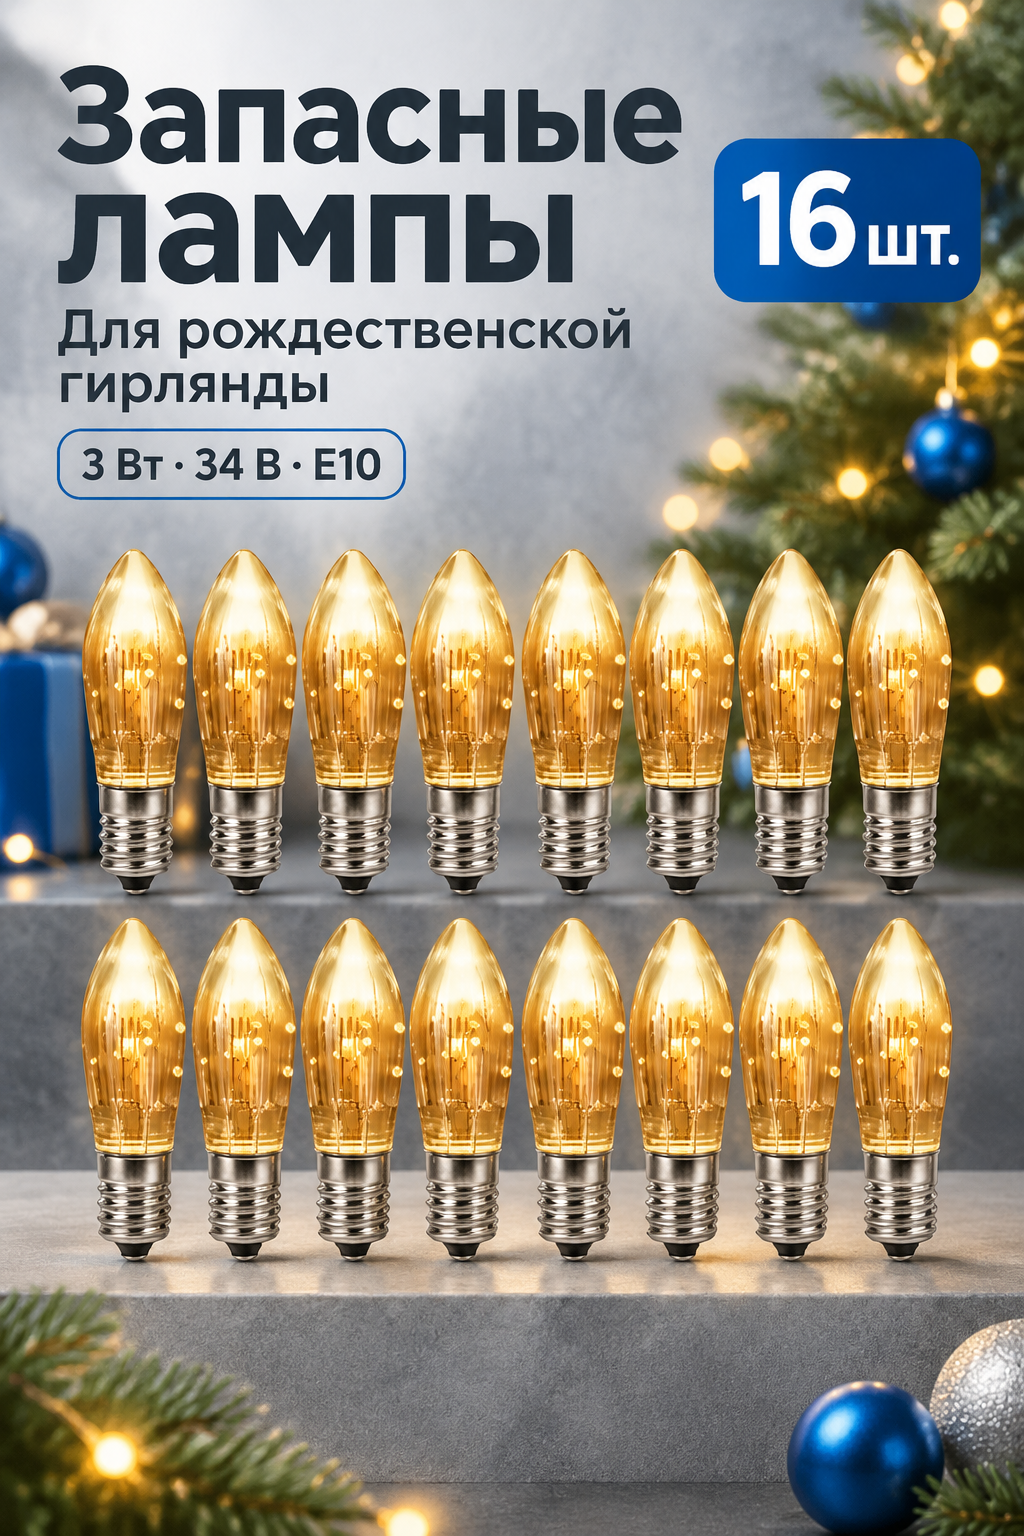 Запасные
лампы
16 шт.
Для рождественской
гирлянды
3 Вт · 34 В · E10